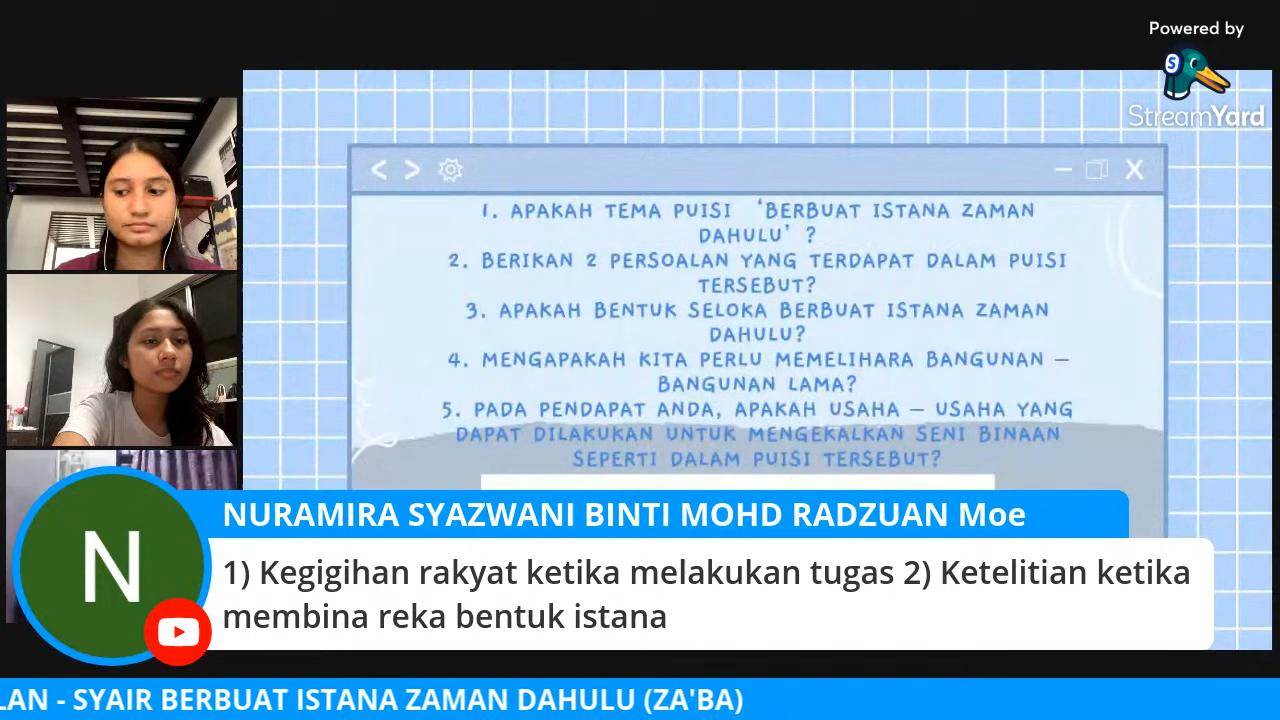 Powered by
StreamYard
1. APAKAH TEMA PUISI 'BERBUAT ISTANA ZAMAN
DAHULU' ?
2. BERIKAN 2 PERSOALAN YANG TERDAPAT DALAM PUISI
TERSEBUT?
3. APAKAH BENTUK SELOKA BERBUAT ISTANA ZAMAN
DAHULU?
4. MENGAPAKAH KITA PERLU MEMELIHARA BANGUNAN –
BANGUNAN LAMA?
5. PADA PENDAPAT ANDA, APAKAH USAHA – USAHA YANG
DAPAT DILAKUKAN UNTUK MENGEKALKAN SENI BINAAN
SEPERTI DALAM PUISI TERSEBUT?
N
NURAMIRA SYAZWANI BINTI MOHD RADZUAN Moe
1) Kegigihan rakyat ketika melakukan tugas 2) Ketelitian ketika
membina reka bentuk istana
LAN - SYAIR BERBUAT ISTANA ZAMAN DAHULU (ZA'BA)